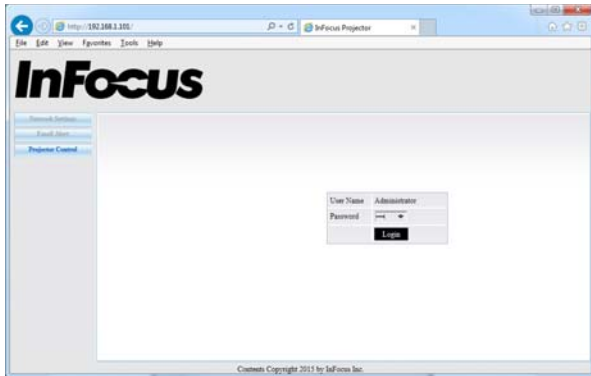 http://192.168.1.101/
InFocus Projector
File Edit View Favorites Tools Help
InFocus
Network Settings
Email Alert
Projector Control
User Name Administrator
Password
Login
Contents Copyright 2015 by InFocus Inc.